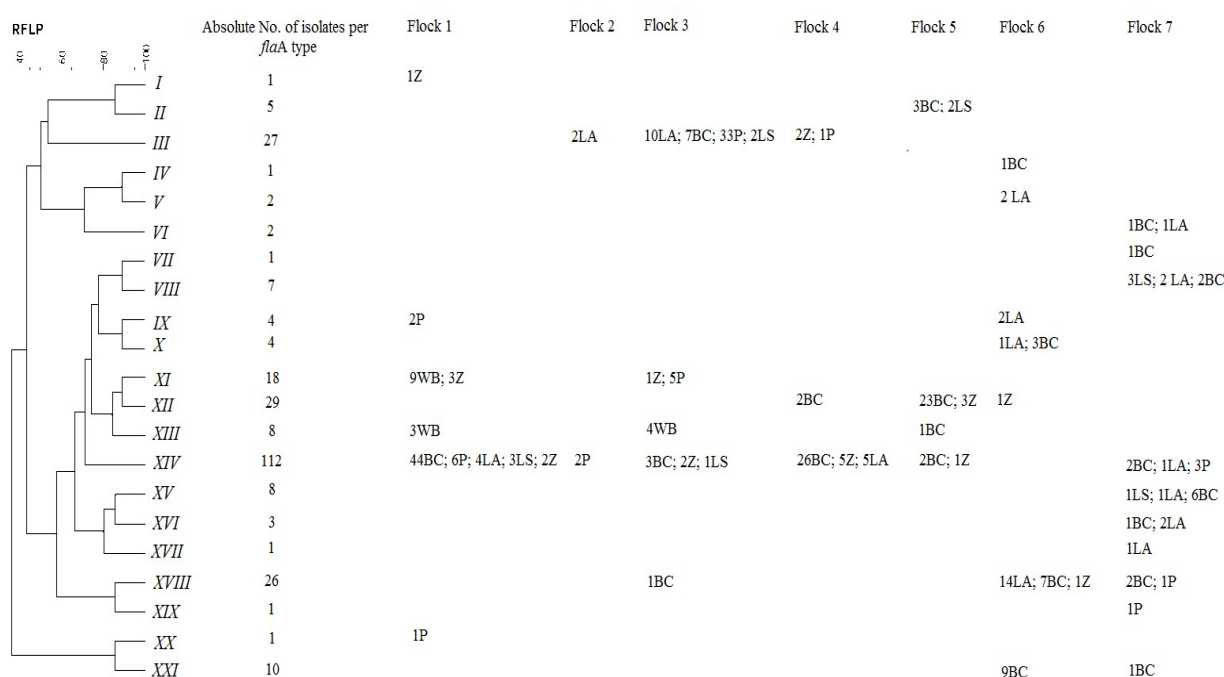 RFLP Absolute No. of isolates per flaA type Flock 1 Flock 2 Flock 3 Flock 4 Flock 5 Flock 6 Flock 7
40 60 -80 -100
I 1 1Z
II 5 3BC; 2LS
III 27 2LA 10LA; 7BC; 33P; 2LS 2Z; 1P
IV 1 1BC
V 2 2 LA
VI 2 1BC; 1LA
VII 1 1BC
VIII 7 3LS; 2 LA; 2BC
IX 4 2P 2LA
X 4 1LA; 3BC
XI 18 9WB; 3Z 1Z; 5P
XII 29 2BC 23BC; 3Z 1Z
XIII 8 3WB 4WB 1BC
XIV 112 44BC; 6P; 4LA; 3LS; 2Z 2P 3BC; 2Z; 1LS 26BC; 5Z; 5LA 2BC; 1Z 2BC; 1LA; 3P
XV 8 1LS; 1LA; 6BC
XVI 3 1BC; 2LA
XVII 1 1LA
XVIII 26 1BC 14LA; 7BC; 1Z 2BC; 1P
XIX 1 1P
XX 1 1P
XXI 10 9BC 1BC